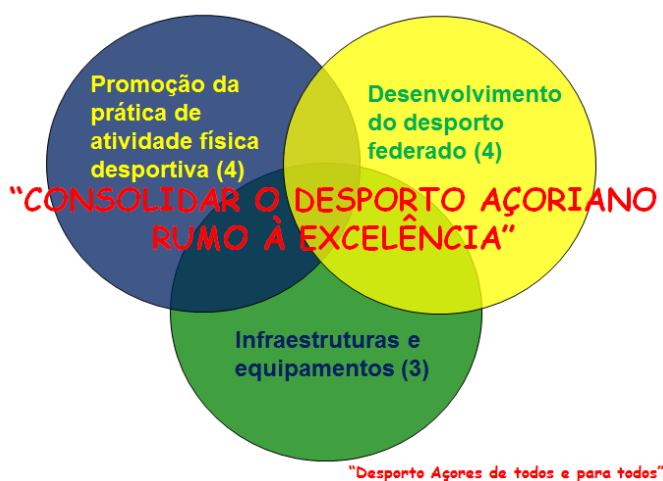 Promoção da
prática de
atividade física
desportiva (4)
Desenvolvimento
do desporto
federado (4)
“CONSOLIDAR O DESPORTO AÇORIANO
RUMO À EXCELÊNCIA”
Infraestruturas e
equipamentos (3)
“Desporto Açores de todos e para todos”